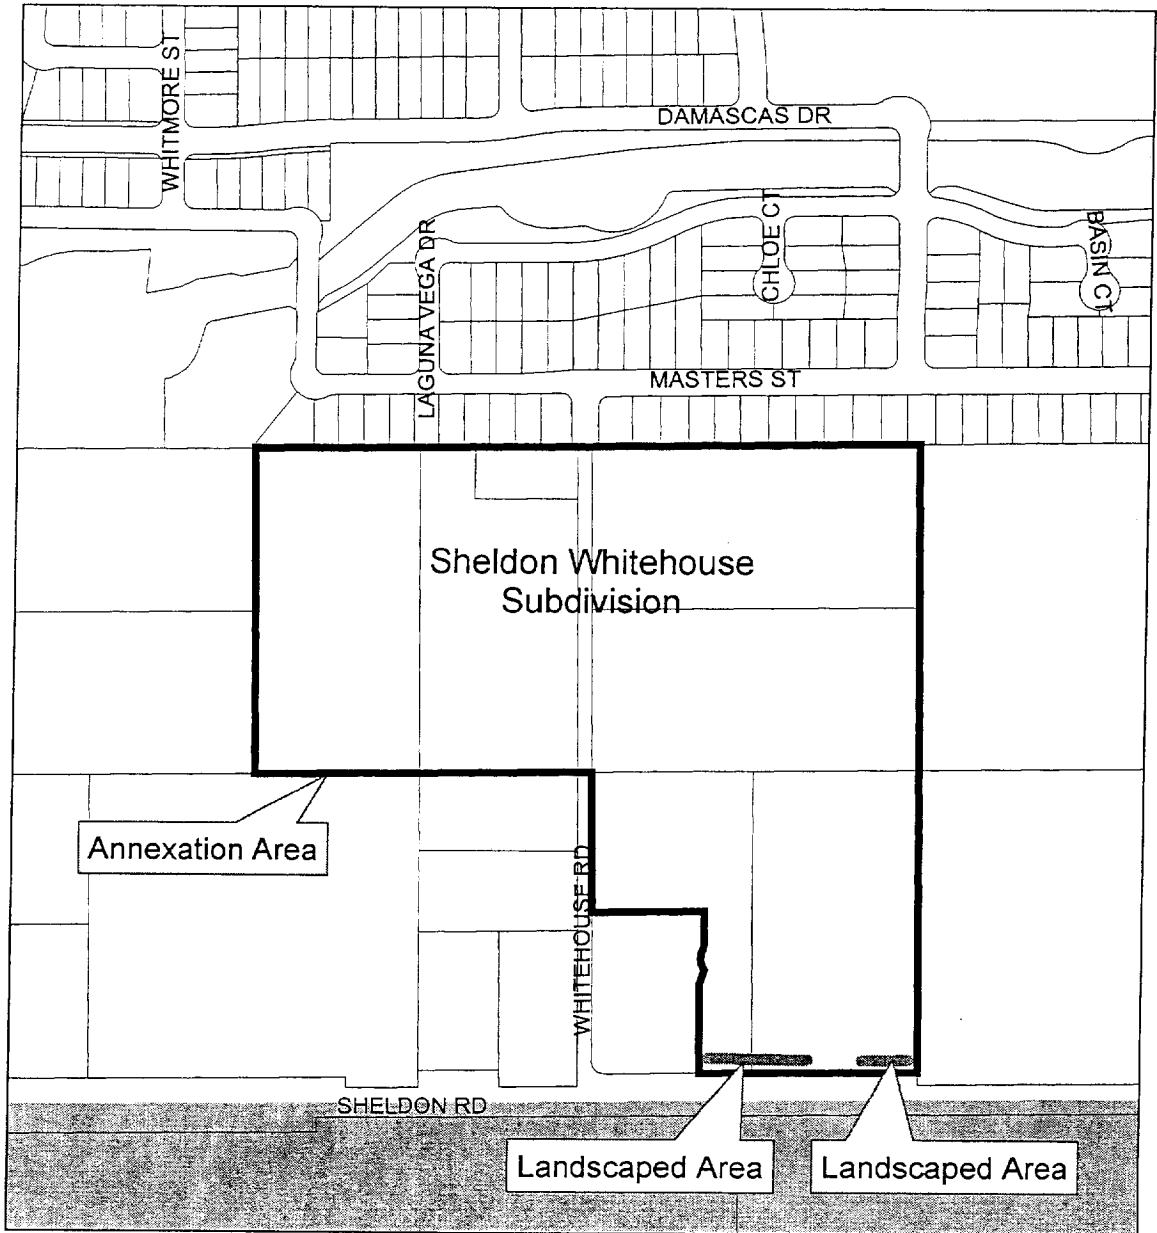 WHITMORE ST
DAMASCAS DR
LAGUNA VEGA DR
CHLOE CT
BASIN CT
MASTERS ST
Sheldon Whitehouse
Subdivision
Annexation Area
WHITEHOUSE RD
SHELDON RD
Landscaped Area
Landscaped Area